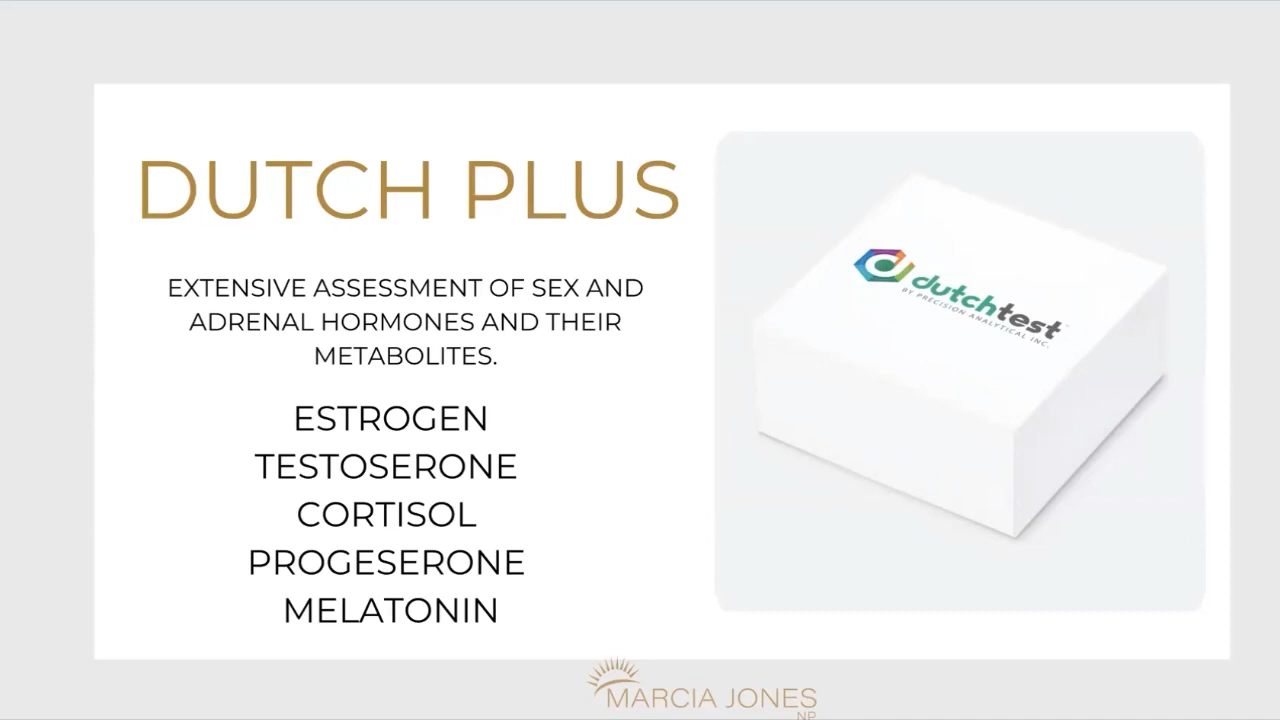 DUTCH PLUS
EXTENSIVE ASSESSMENT OF SEX AND
ADRENAL HORMONES AND THEIR
METABOLITES.
ESTROGEN
TESTOSERONE
CORTISOL
PROGESERONE
MELATONIN
dutchtest
BY PRECISION ANALYTICAL INC.
MARCIA JONES
NP